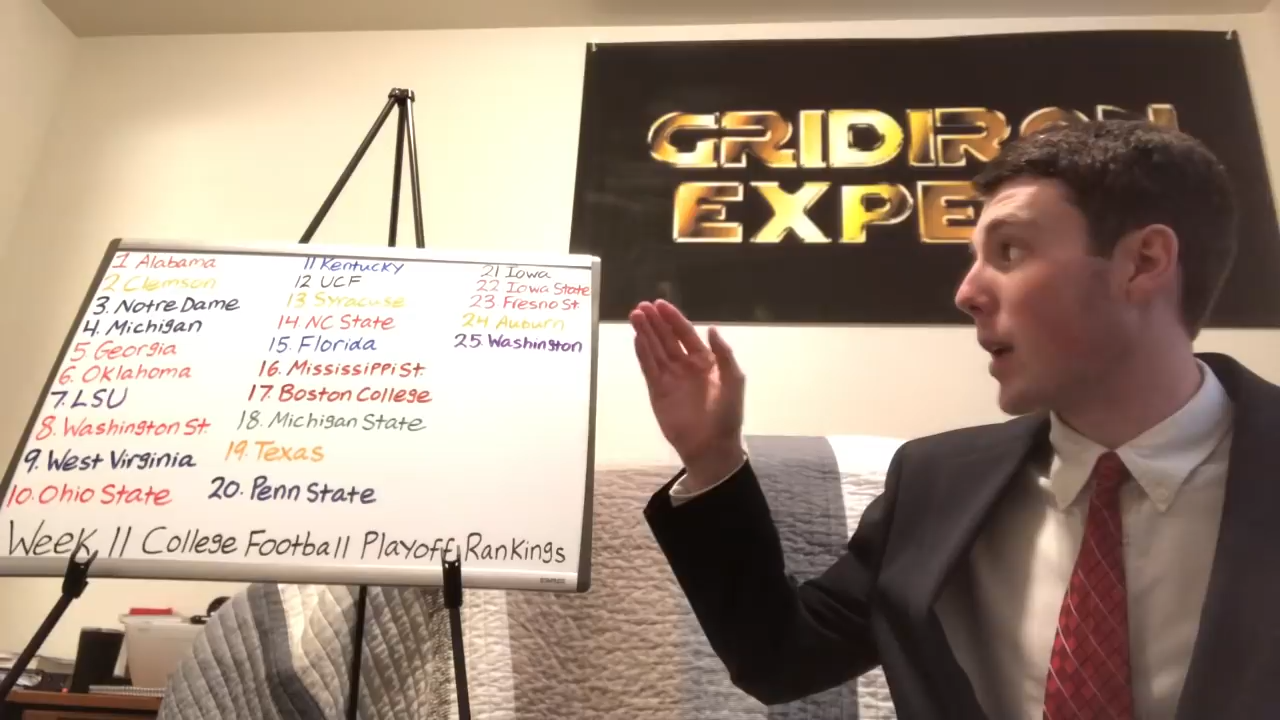 GRIDIRON
EXPE
1 Alabama
2 Clemson
3. Notre Dame
4. Michigan
5 Georgia
6. Oklahoma
7. LSU
8. Washington St.
9. West Virginia
10. Ohio State
11 Kentucky
12 UCF
13 Syracuse
14 NC State
15. Florida
16. Mississippi St.
17. Boston College
18. Michigan State
19. Texas
20. Penn State
21 Iowa
22 Iowa State
23 Fresno St
24 Auburn
25. Washington
Week 11 College Football Playoff Rankings